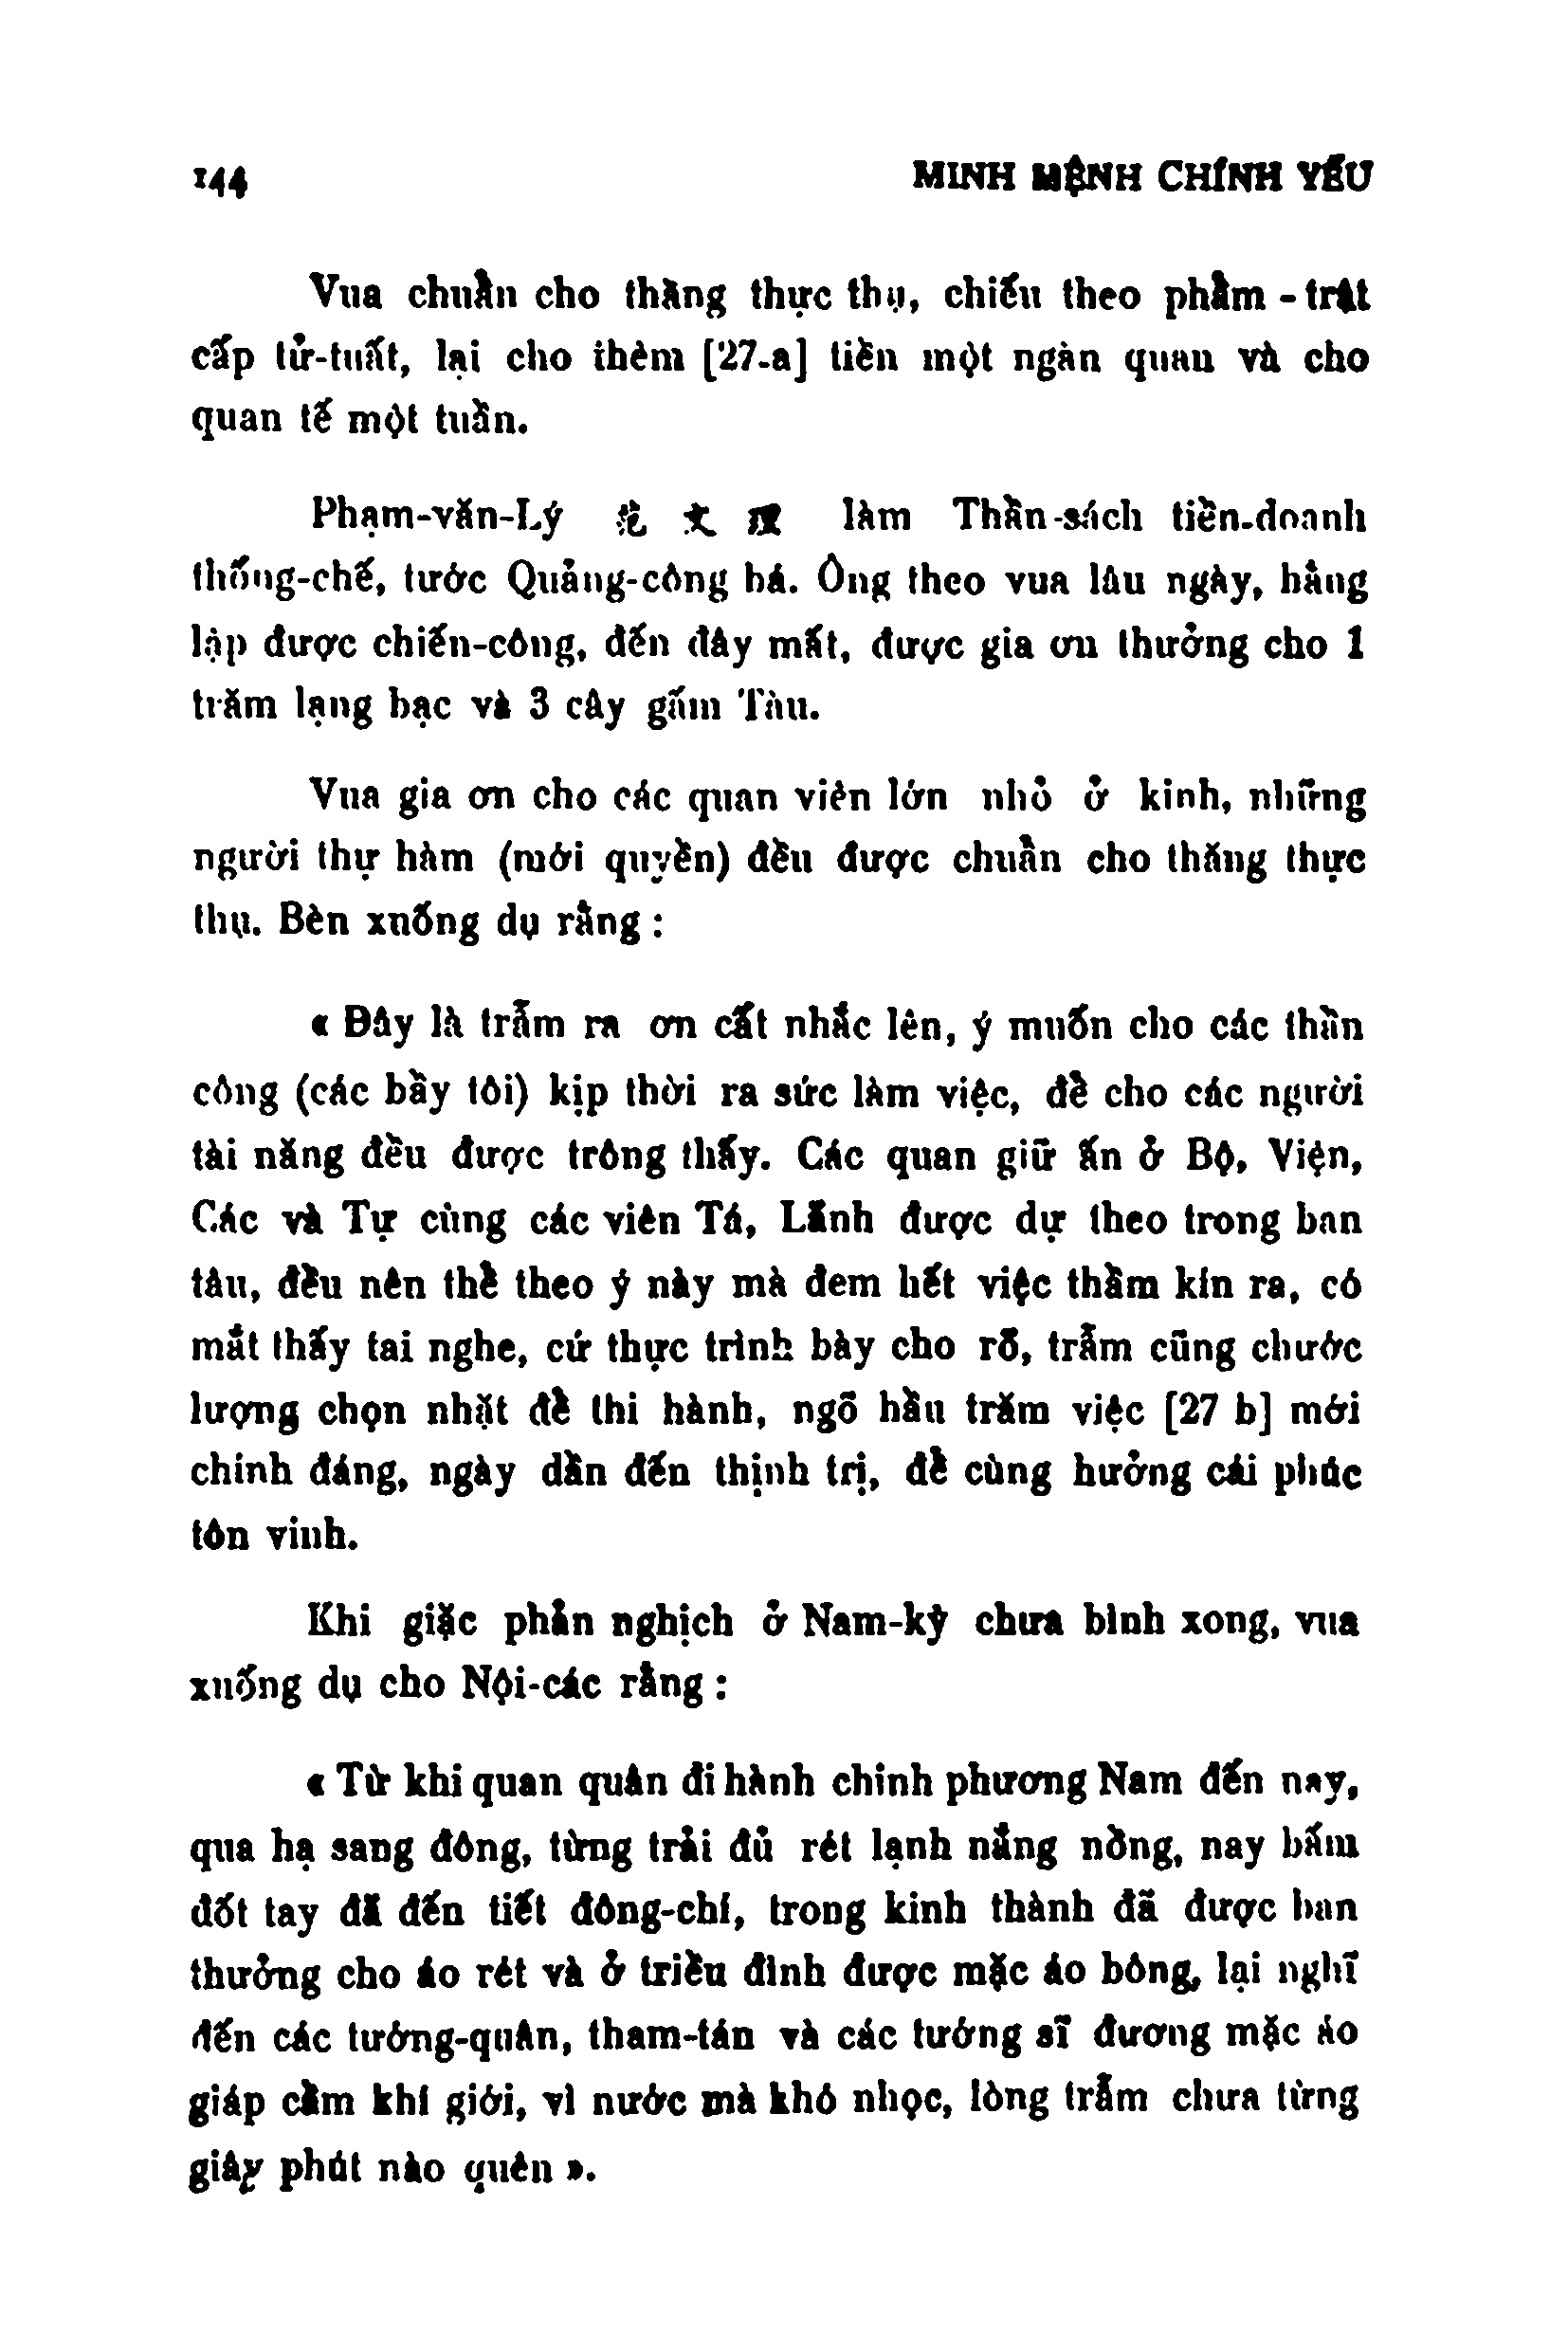 144 MINH MỆNH CHÍNH YẾU
Vua chuẩn cho thăng thực thụ, chiếu theo phẩm - trật
cấp tử-tuất, lại cho thêm [27-a] tiền một ngàn quan và cho
quan tế một tuần.
Phạm-văn-Lý 范 文 理 làm Thần-sách tiền-doanh
thống-chế, tước Quảng-công bá. Ông theo vua lâu ngày, hằng
lập được chiến-công, đến đây mất, được gia ơn thưởng cho 1
trăm lạng bạc và 3 cây gấm Tàu.
Vua gia ơn cho các quan viên lớn nhỏ ở kinh, những
người thự hàm (mới quyền) đều được chuẩn cho thăng thực
thụ. Bèn xuống dụ rằng :
« Đây là trẫm ra ơn cất nhắc lên, ý muốn cho các thần
công (các bầy tôi) kịp thời ra sức làm việc, để cho các người
tài năng đều được trông thấy. Các quan giữ ấn ở Bộ, Viện,
Các và Tự cùng các viên Tá, Lãnh được dự theo trong ban
tâu, đều nên thể theo ý này mà đem hết việc thầm kín ra, có
mắt thấy tai nghe, cứ thực trình bày cho rõ, trẫm cũng chước
lượng chọn nhặt để thi hành, ngõ hầu trăm việc [27 b] mới
chính đáng, ngày dần đến thịnh trị, để cùng hưởng cái phúc
tôn vinh.
Khi giặc phản nghịch ở Nam-kỳ chưa bình xong, vua
xuống dụ cho Nội-các rằng :
« Từ khi quan quân đi hành chinh phương Nam đến nay,
qua hạ sang đông, từng trải đủ rét lạnh nắng nồng, nay bấm
đốt tay đã đến tiết đông-chí, trong kinh thành đã được ban
thưởng cho áo rét và ở triều đình được mặc áo bông, lại nghĩ
đến các tướng-quân, tham-tán và các tướng sĩ đương mặc áo
giáp cầm khí giới, vì nước mà khó nhọc, lòng trẫm chưa từng
giây phút nào quên ».